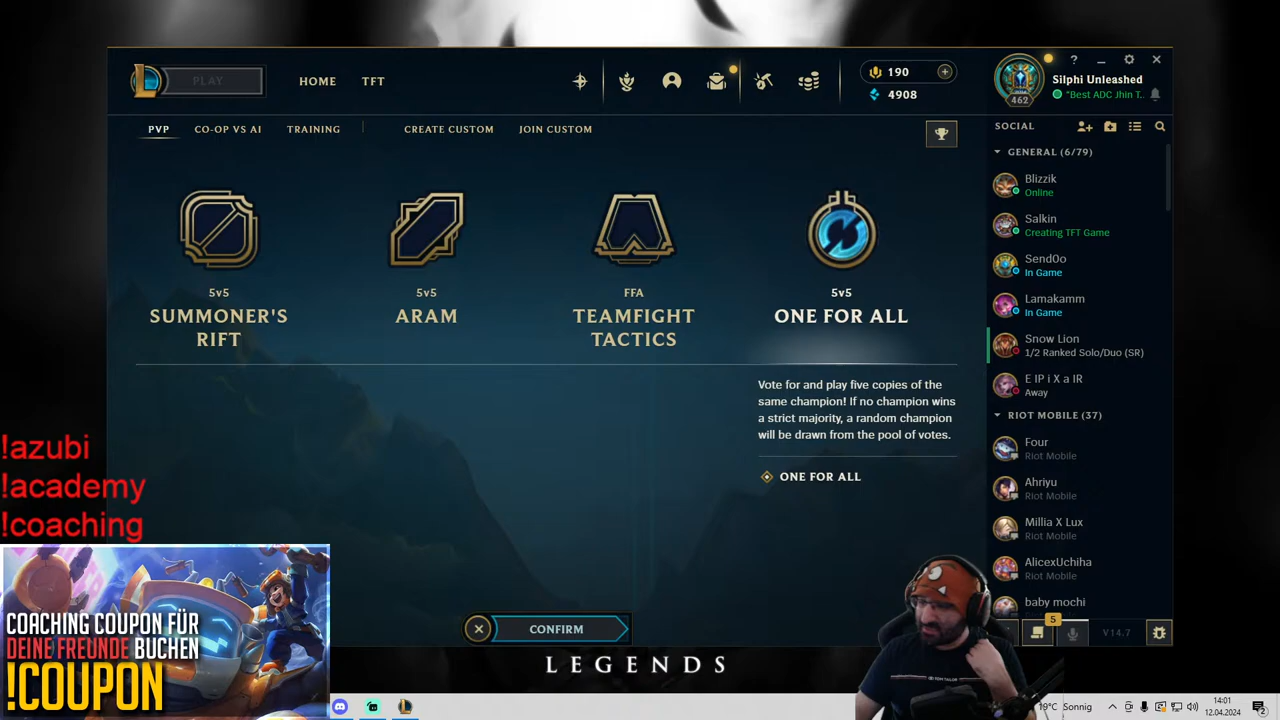 PLAY
HOME
TFT
190
4908
462
Silphi Unleashed
"Best ADC Jhin T..
PVP
CO-OP VS AI
TRAINING
CREATE CUSTOM
JOIN CUSTOM
5v5
SUMMONER'S
RIFT
5v5
ARAM
FFA
TEAMFIGHT
TACTICS
5v5
ONE FOR ALL
Vote for and play five copies of the
same champion! If no champion wins
a strict majority, a random champion
will be drawn from the pool of votes.
ONE FOR ALL
SOCIAL
GENERAL (6/79)
Blizzik
Online
Salkin
Creating TFT Game
SendOo
In Game
Lamakamm
In Game
Snow Lion
1/2 Ranked Solo/Duo (SR)
E IP i X a IR
Away
RIOT MOBILE (37)
Four
Riot Mobile
Ahriyu
Riot Mobile
Millia X Lux
Riot Mobile
AlicexUchiha
Riot Mobile
baby mochi
5
V14.7
!azubi
!academy
!coaching
COACHING COUPON FÜR
DEINE FREUNDE BUCHEN
!COUPON
CONFIRM
LEGENDS
19°C Sonnig
14:01
12.04.2024
2